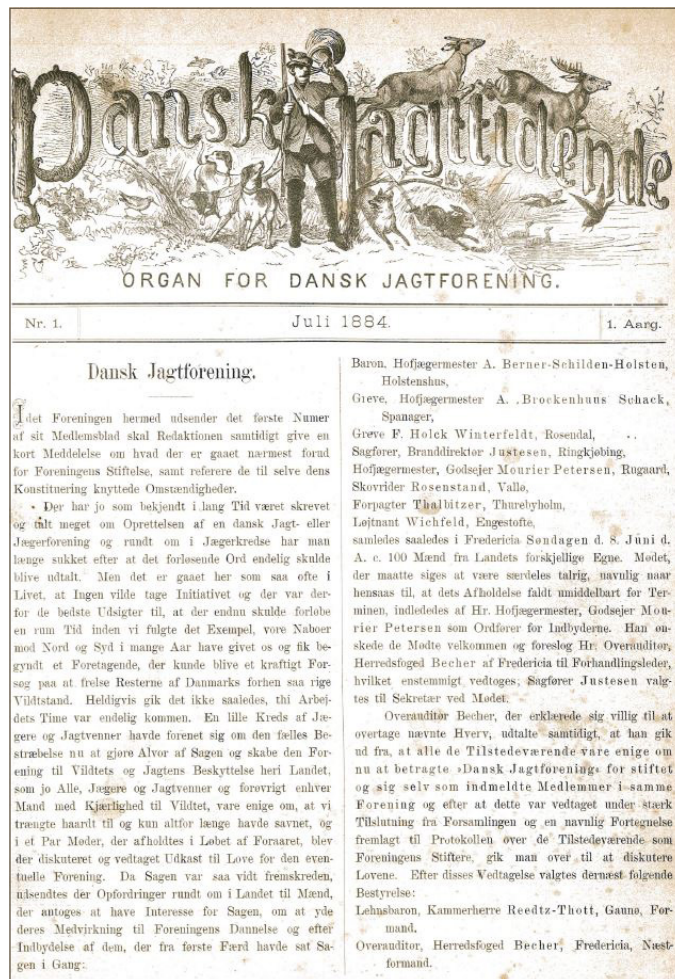 Dansk Jagttidende
ORGAN FOR DANSK JAGTFORENING.
Nr. 1.
Juli 1884.
1. Aarg.
Dansk Jagtforening.
Idet Foreningen hermed udsender det første Numer
af sit Medlemsblad skal Redaktionen samtidigt give en
kort Meddelelse om hvad der er gaaet nærmest forud
for Foreningens Stiftelse, samt referere de til selve dens
Konstituering knyttede Omstændigheder.
Der har jo som bekjendt i lang Tid været skrevet
og talt meget om Oprettelsen af en dansk Jagt- eller
Jægerforening og rundt om i Jægerkredse har man
længe sukket efter at det forløsende Ord endelig skulde
blive udtalt. Men det er gaaet her som saa ofte i
Livet, at Ingen vilde tage Initiativet og der var der-
for de bedste Udsigter til, at der endnu skulde forløbe
en rum Tid inden vi fulgte det Exempel, vore Naboer
mod Nord og Syd i mange Aar have givet os og fik be-
gyndt et Foretagende, der kunde blive et kraftigt For-
søg paa at frelse Resterne af Danmarks forhen saa rige
Vildtstand. Heldigvis gik det ikke saaledes, thi Arbej-
dets Time var endelig kommen. En lille Kreds af Jæ-
gere og Jagtvenner havde forenet sig om den fælles Be-
stræbelse nu at gjøre Alvor af Sagen og skabe den For-
ening til Vildtets og Jagtens Beskyttelse heri Landet,
som jo Alle, Jægere og Jagtvenner og forøvrigt enhver
Mand med Kjærlighed til Vildtet, vare enige om, at vi
trængte haardt til og kun altfor længe havde savnet, og
i et Par Møder, der afholdtes i Løbet af Foraaret, blev
der diskuteret og vedtaget Udkast til Love for den even-
tuelle Forening. Da Sagen var saa vidt fremskreden,
udsendtes der Opfordringer rundt om i Landet til Mænd,
der antoges at have Interesse for Sagen, om at yde
deres Medvirkning til Foreningens Dannelse og efter
Indbydelse af dem, der fra første Færd havde sat Sa-
gen i Gang:
Baron, Hofjægermester A. Berner-Schilden-Holsten,
Holstenshus,
Greve, Hofjægermester A. Brockenhuus Schack,
Spanager,
Greve F. Holck Winterfeldt, Rosendal,
Sagfører, Branddirektør Justesen, Ringkjøbing,
Hofjægermester, Godsejer Mourier Petersen, Rugaard,
Skovrider Rosenstand, Vallø,
Forpagter Thalbitzer, Thurebyholm,
Løjtnant Wichfeld, Engestofte,
samledes saaledes i Fredericia Søndagen d. 8. Juni d.
A. c. 100 Mænd fra Landets forskjellige Egne. Mødet,
der maatte siges at være særdeles talrig, navnlig naar
hensaas til, at dets Afholdelse faldt umiddelbart før Ter-
minen, indlededes af Hr. Hofjægermester, Godsejer Mou-
rier Petersen som Ordfører for Indbyderne. Han øn-
skede de Mødte velkommen og foreslog Hr. Overauditør,
Herredsfoged Becher af Fredericia til Forhandlingsleder,
hvilket enstemmigt vedtoges; Sagfører Justesen valg-
tes til Sekretær ved Mødet.
Overauditør Becher, der erklærede sig villig til at
overtage nævnte Hverv, udtalte samtidigt, at han gik
ud fra, at alle de Tilstedeværende vare enige om
nu at betragte »Dansk Jagtforening« for stiftet
og sig selv som indmeldte Medlemmer i samme
Forening og efter at dette var vedtaget under stærk
Tilslutning fra Forsamlingen og en navnlig Fortegnelse
fremlagt til Protokollen over de Tilstedeværende som
Foreningens Stiftere, gik man over til at diskutere
Lovene. Efter disses Vedtagelse valgtes dernæst følgende
Bestyrelse:
Lehnsbaron, Kammerherre Reedtz-Thott, Gaunø, For-
mand.
Overauditør, Herredsfoged Becher, Fredericia, Næst-
formand.